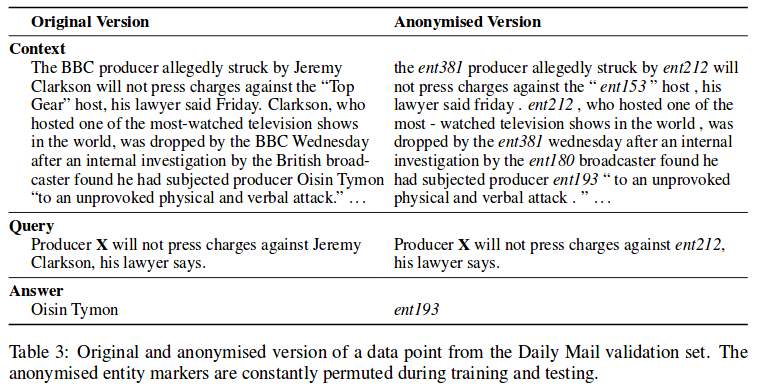 Original Version Anonymised Version
Context
The BBC producer allegedly struck by Jeremy
Clarkson will not press charges against the “Top
Gear” host, his lawyer said Friday. Clarkson, who
hosted one of the most-watched television shows
in the world, was dropped by the BBC Wednesday
after an internal investigation by the British broad-
caster found he had subjected producer Oisin Tymon
“to an unprovoked physical and verbal attack.” …
the ent381 producer allegedly struck by ent212 will
not press charges against the “ ent153 ” host , his
lawyer said friday . ent212 , who hosted one of the
most - watched television shows in the world , was
dropped by the ent381 wednesday after an internal
investigation by the ent180 broadcaster found he
had subjected producer ent193 “ to an unprovoked
physical and verbal attack . ” …
Query
Producer X will not press charges against Jeremy
Clarkson, his lawyer says.
Producer X will not press charges against ent212,
his lawyer says.
Answer
Oisin Tymon
ent193
Table 3: Original and anonymised version of a data point from the Daily Mail validation set. The
anonymised entity markers are constantly permuted during training and testing.